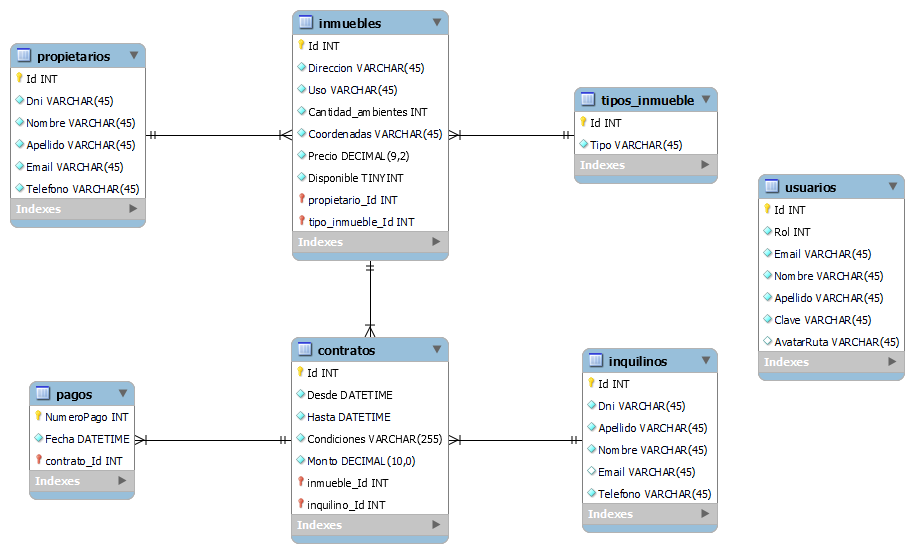 propietarios
Id INT
Dni VARCHAR(45)
Nombre VARCHAR(45)
Apellido VARCHAR(45)
Email VARCHAR(45)
Telefono VARCHAR(45)
Indexes
inmuebles
Id INT
Direccion VARCHAR(45)
Uso VARCHAR(45)
Cantidad_ambientes INT
Coordenadas VARCHAR(45)
Precio DECIMAL(9,2)
Disponible TINYINT
propietario_Id INT
tipo_inmueble_Id INT
Indexes
tipos_inmueble
Id INT
Tipo VARCHAR(45)
Indexes
usuarios
Id INT
Rol INT
Email VARCHAR(45)
Nombre VARCHAR(45)
Apellido VARCHAR(45)
Clave VARCHAR(45)
AvatarRuta VARCHAR(45)
Indexes
pagos
NumeroPago INT
Fecha DATETIME
contrato_Id INT
Indexes
contratos
Id INT
Desde DATETIME
Hasta DATETIME
Condiciones VARCHAR(255)
Monto DECIMAL(10,0)
inmueble_Id INT
inquilino_Id INT
Indexes
inquilinos
Id INT
Dni VARCHAR(45)
Apellido VARCHAR(45)
Nombre VARCHAR(45)
Email VARCHAR(45)
Telefono VARCHAR(45)
Indexes